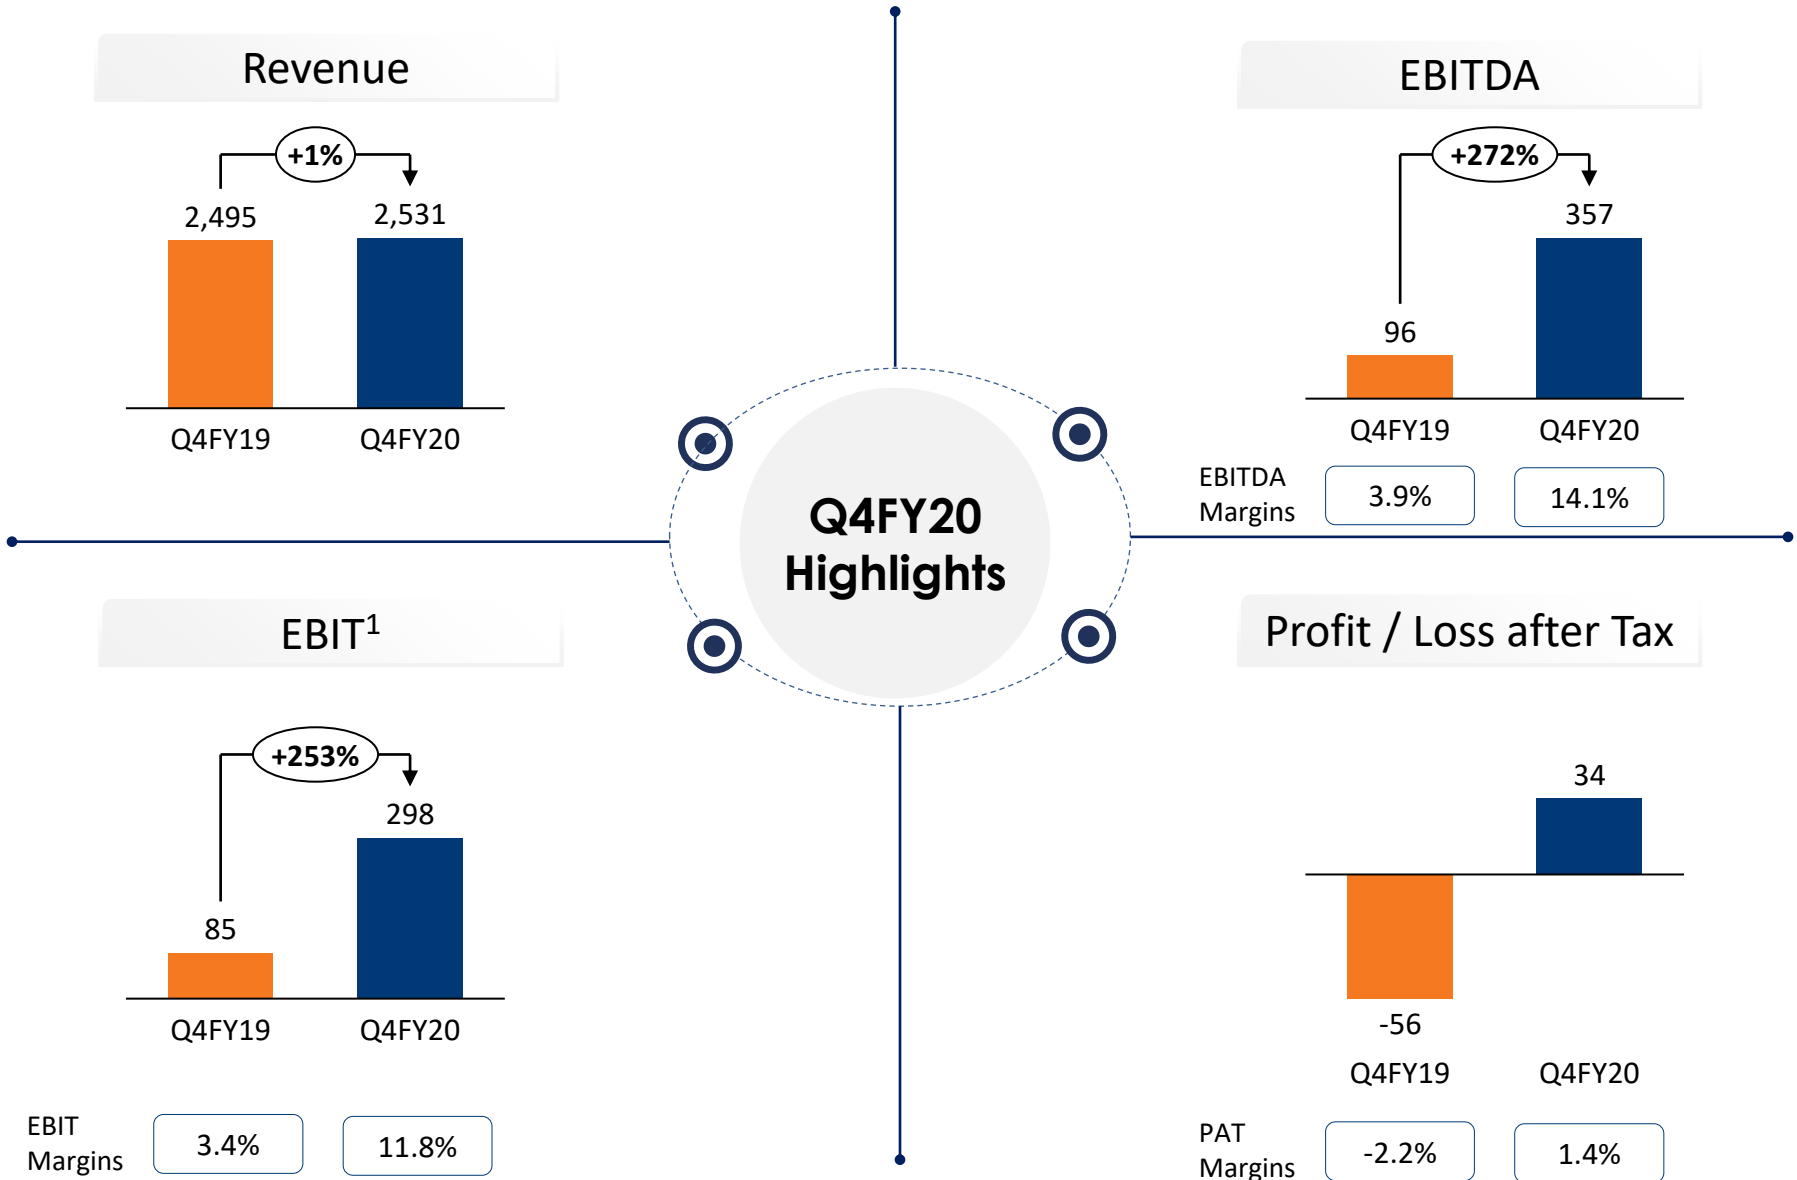 Revenue
+1%
2,495
2,531
Q4FY19
Q4FY20
EBITDA
+272%
96
357
Q4FY19
Q4FY20
EBITDA
Margins
3.9%
14.1%
Q4FY20
Highlights
EBIT¹
+253%
85
298
Q4FY19
Q4FY20
EBIT
Margins
3.4%
11.8%
Profit / Loss after Tax
34
-56
Q4FY19
Q4FY20
PAT
Margins
-2.2%
1.4%